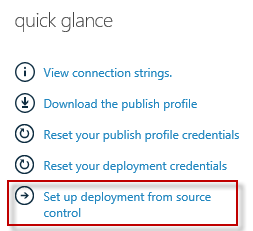 quick glance
View connection strings.
Download the publish profile
Reset your publish profile credentials
Reset your deployment credentials
Set up deployment from source
control